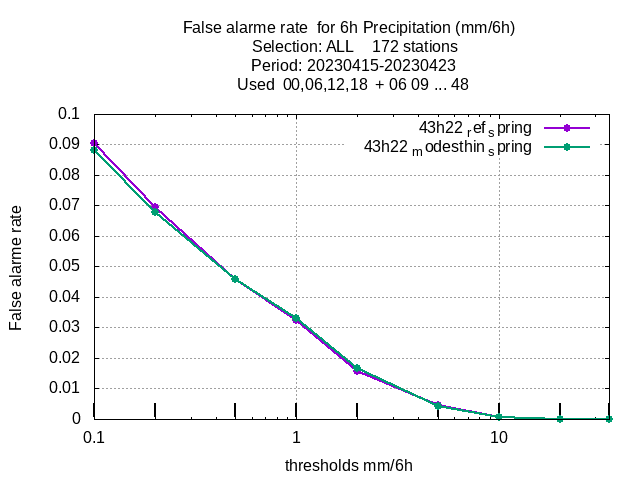 False alarme rate  for 6h Precipitation (mm/6h)
Selection: ALL    172 stations
Period: 20230415-20230423
Used  00,06,12,18  + 06 09 ... 48
43h22 ref spring
43h22 modesthin spring
0.1
0.09
0.08
0.07
0.06
0.05
0.04
0.03
0.02
0.01
0
False alarme rate
0.1 1 10
thresholds mm/6h